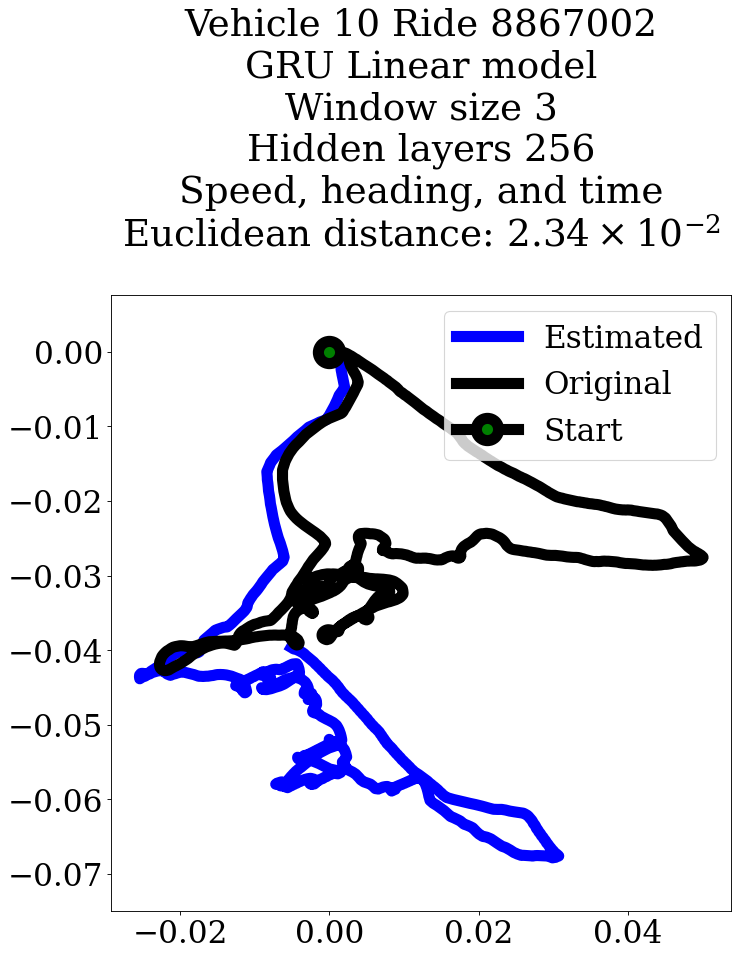 Vehicle 10 Ride 8867002
GRU Linear model
Window size 3
Hidden layers 256
Speed, heading, and time
Euclidean distance: 2.34 × 10⁻²
Estimated
Original
Start
0.00
−0.01
−0.02
−0.03
−0.04
−0.05
−0.06
−0.07
−0.02
0.00
0.02
0.04